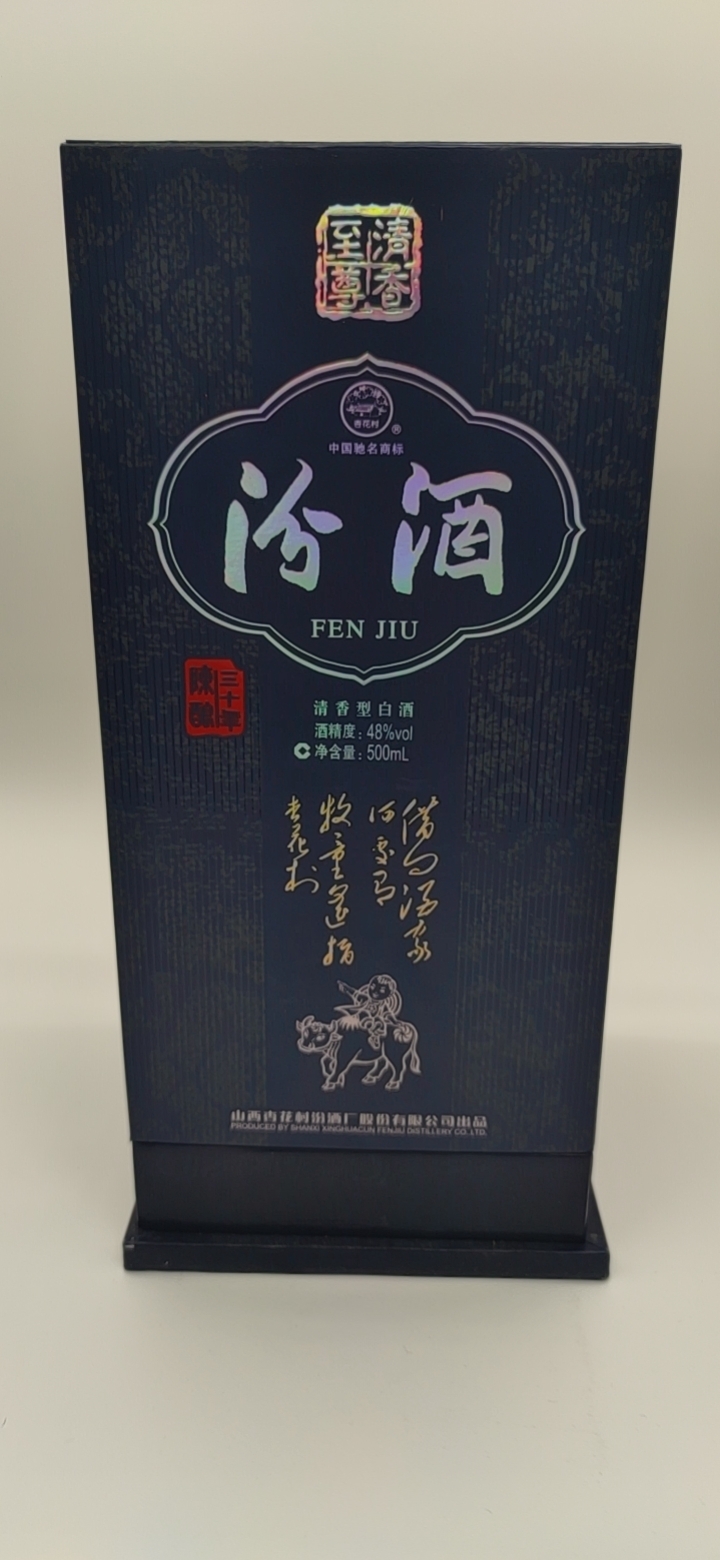 清香
至尊
杏花村
®
中国驰名商标
汾酒
FEN JIU
三十年
陳釀
清香型白酒
酒精度：48%vol
C 净含量：500mL
借问酒家
何处有
牧童遥指
杏花村
山西杏花村汾酒厂股份有限公司出品
PRODUCED BY SHANXI XINGHUACUN FENJIU DISTILLERY CO.,LTD.